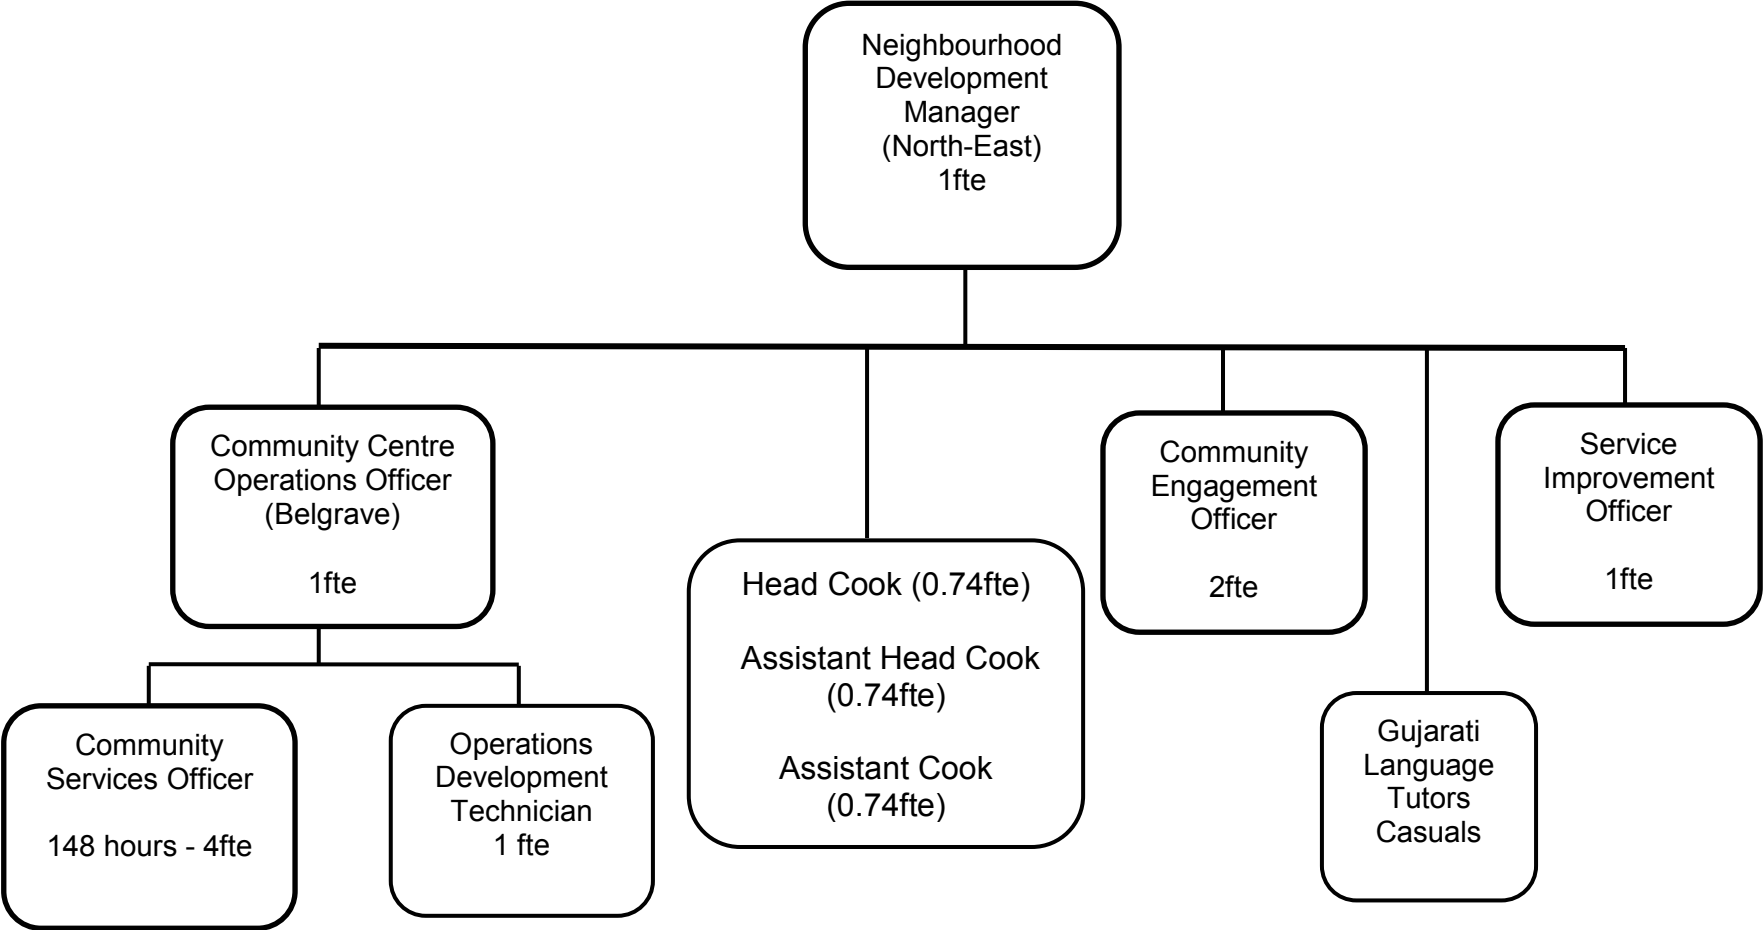 Neighbourhood
Development
Manager
(North-East)
1fte
Community Centre
Operations Officer
(Belgrave)
1fte
Head Cook (0.74fte)
Assistant Head Cook
(0.74fte)
Assistant Cook
(0.74fte)
Community
Engagement
Officer
2fte
Service
Improvement
Officer
1fte
Community
Services Officer
148 hours - 4fte
Operations
Development
Technician
1 fte
Gujarati
Language
Tutors
Casuals